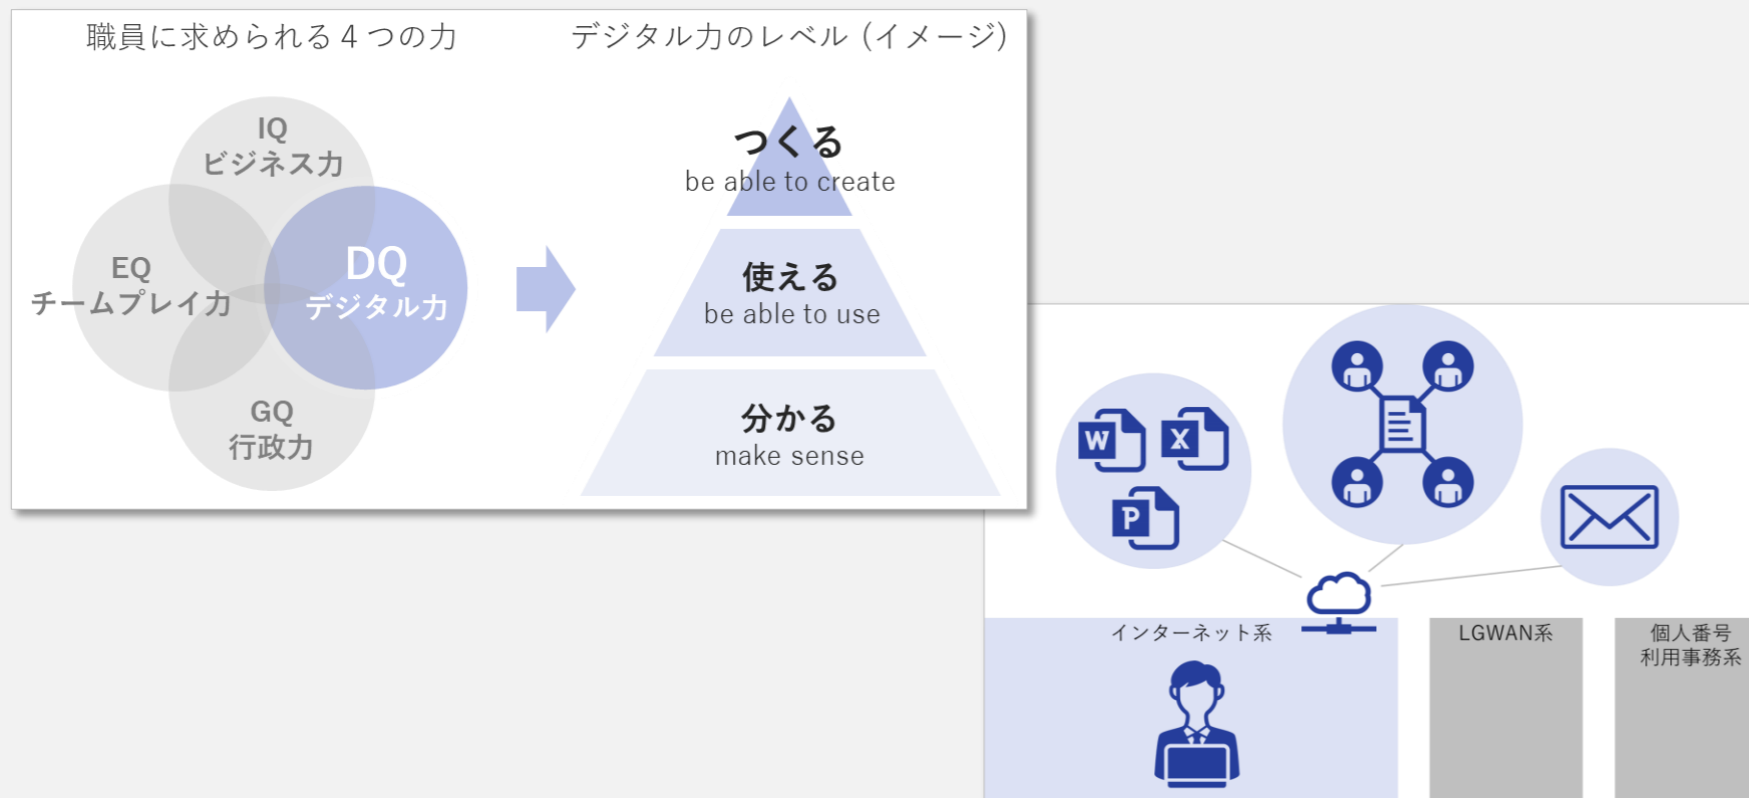 職員に求められる４つの力
デジタル力のレベル（イメージ）
IQ
ビジネス力
EQ
チームプレイ力
DQ
デジタル力
GQ
行政力
つくる
be able to create
使える
be able to use
分かる
make sense
W
X
P
インターネット系
LGWAN系
個人番号
利用事務系